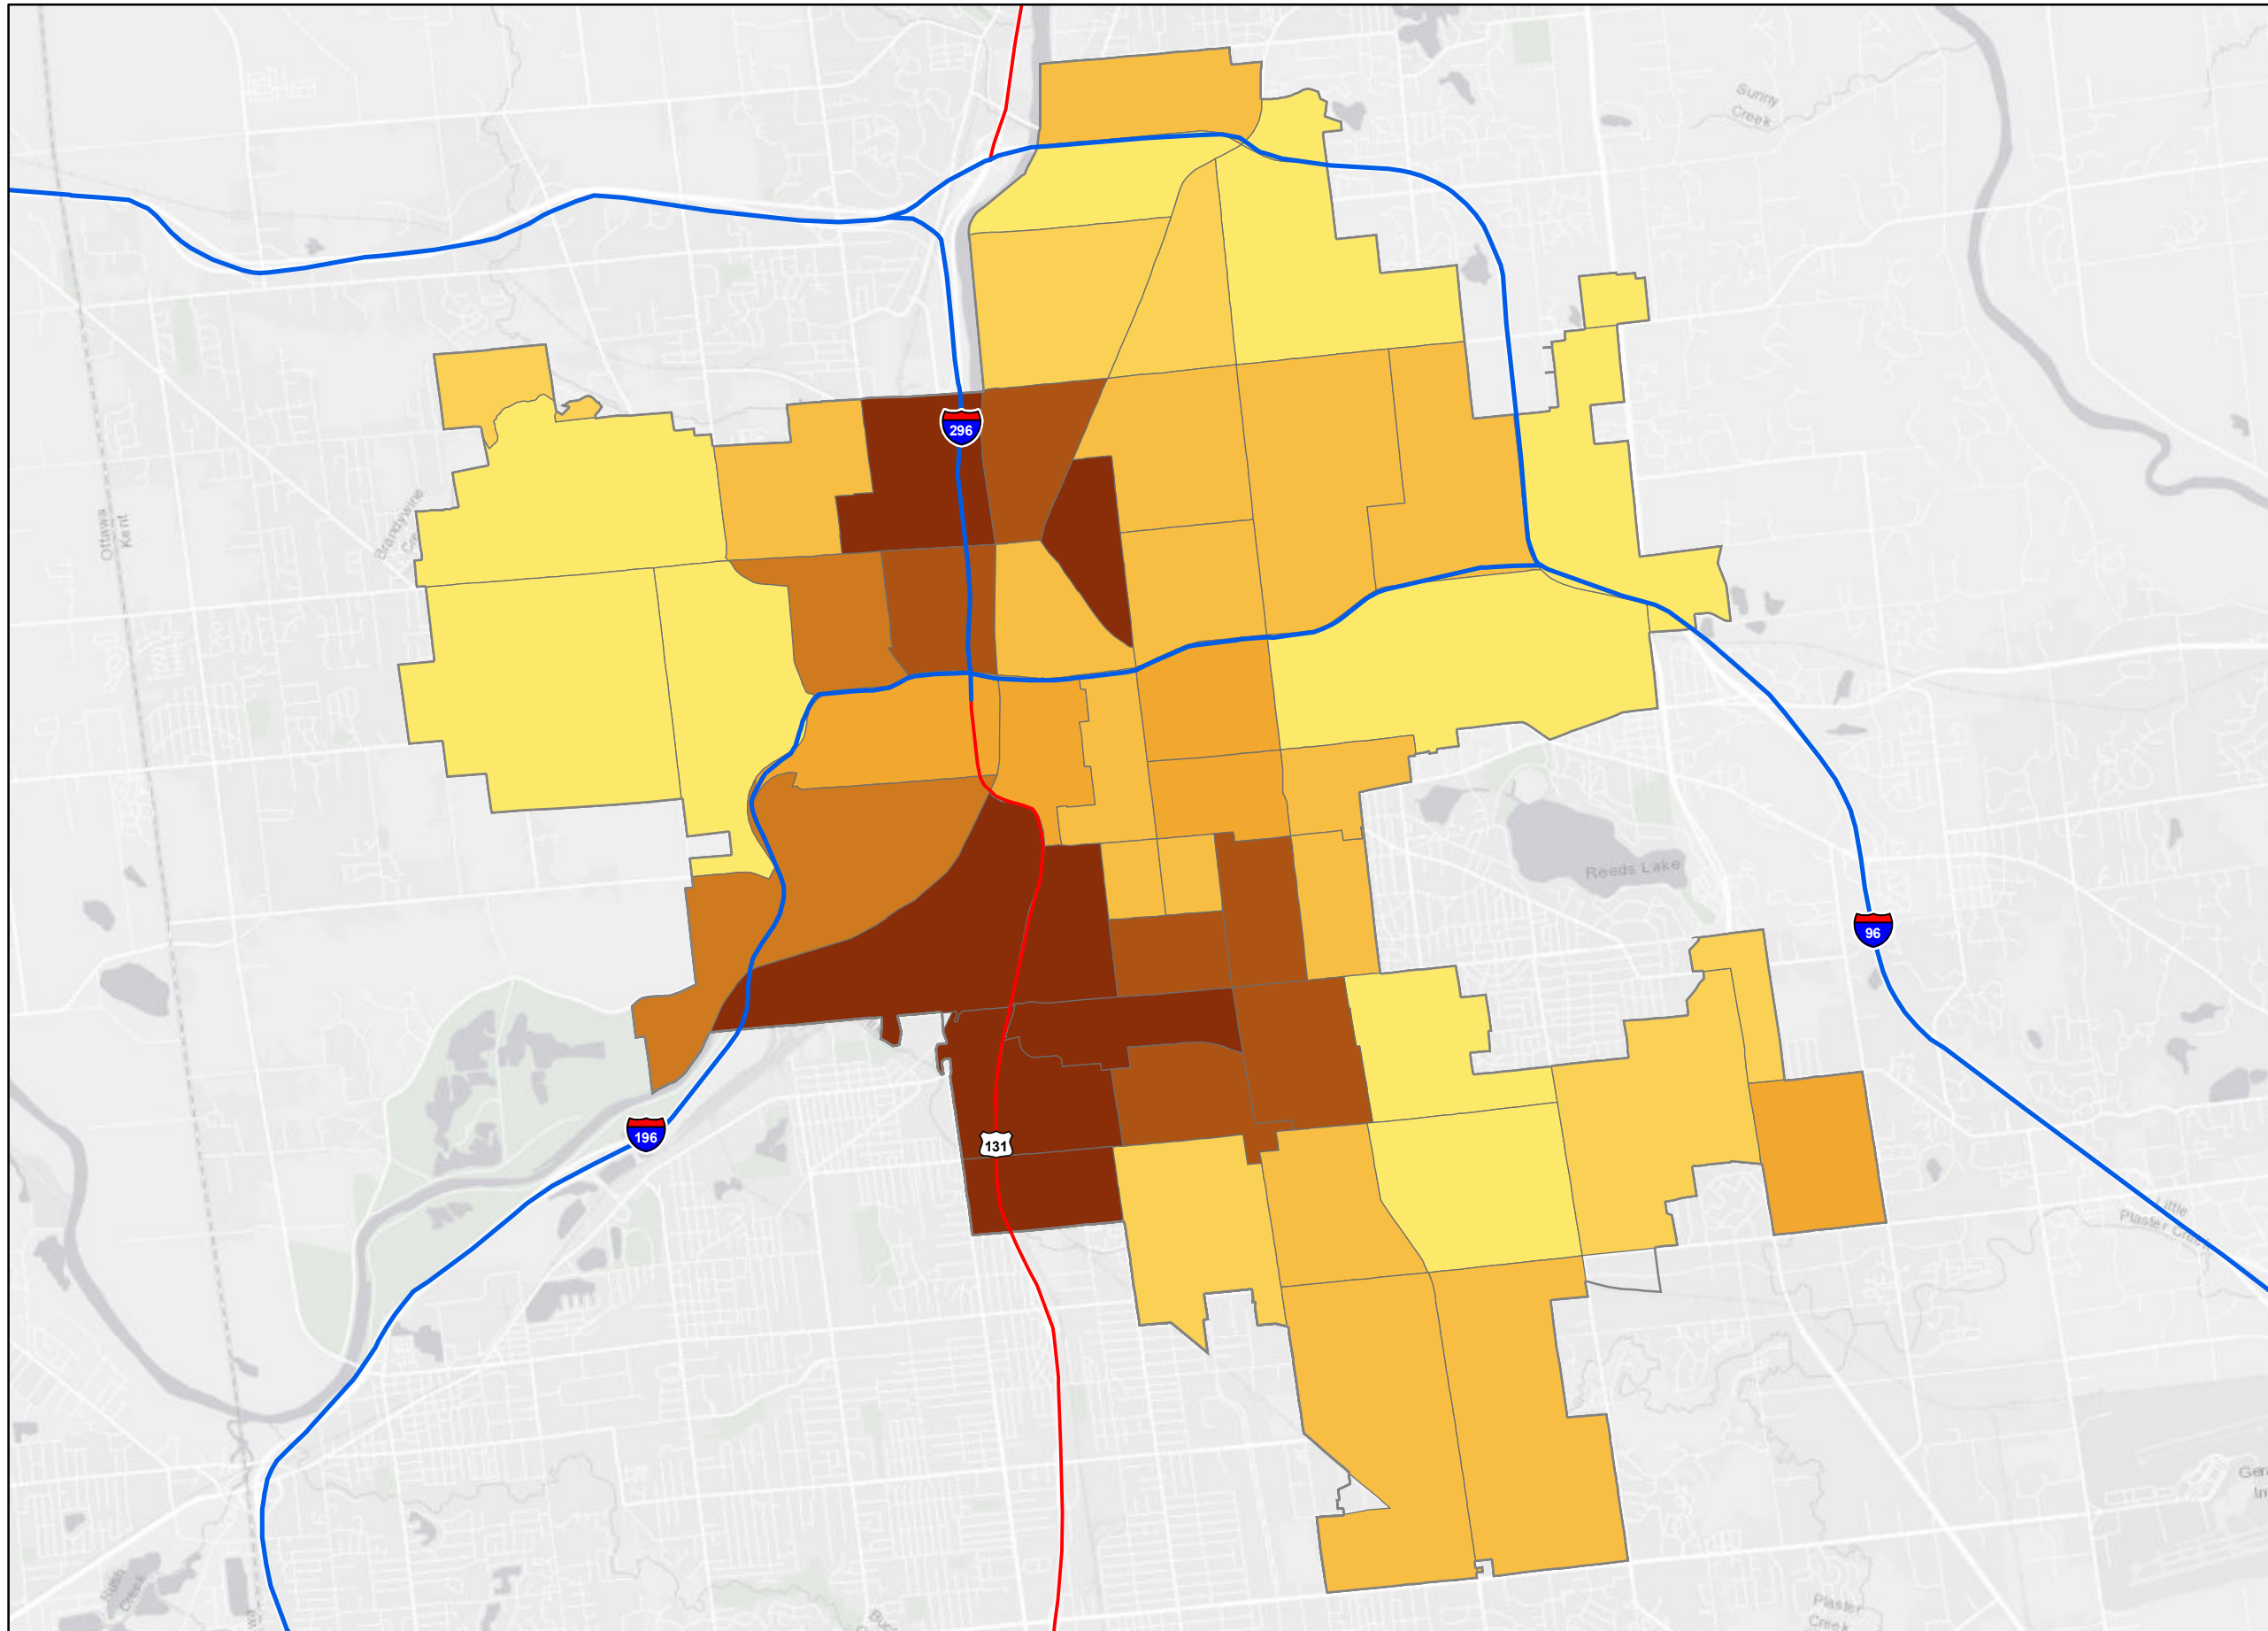 Sunny
Creek
296
Ottawa
Kent
Brandywine
Reeds Lake
96
196
131
Little
Plaster Creek
Plaster
Creek